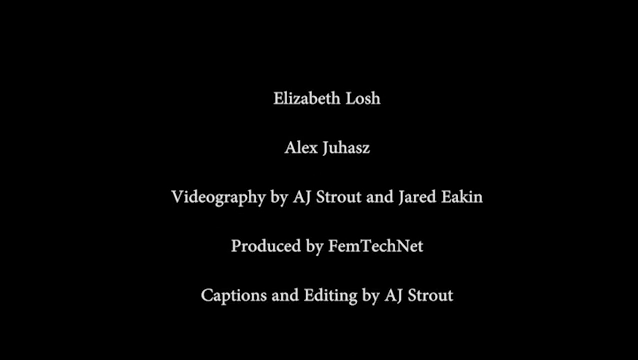 Elizabeth Losh
Alex Juhasz
Videography by AJ Strout and Jared Eakin
Produced by FemTechNet
Captions and Editing by AJ Strout